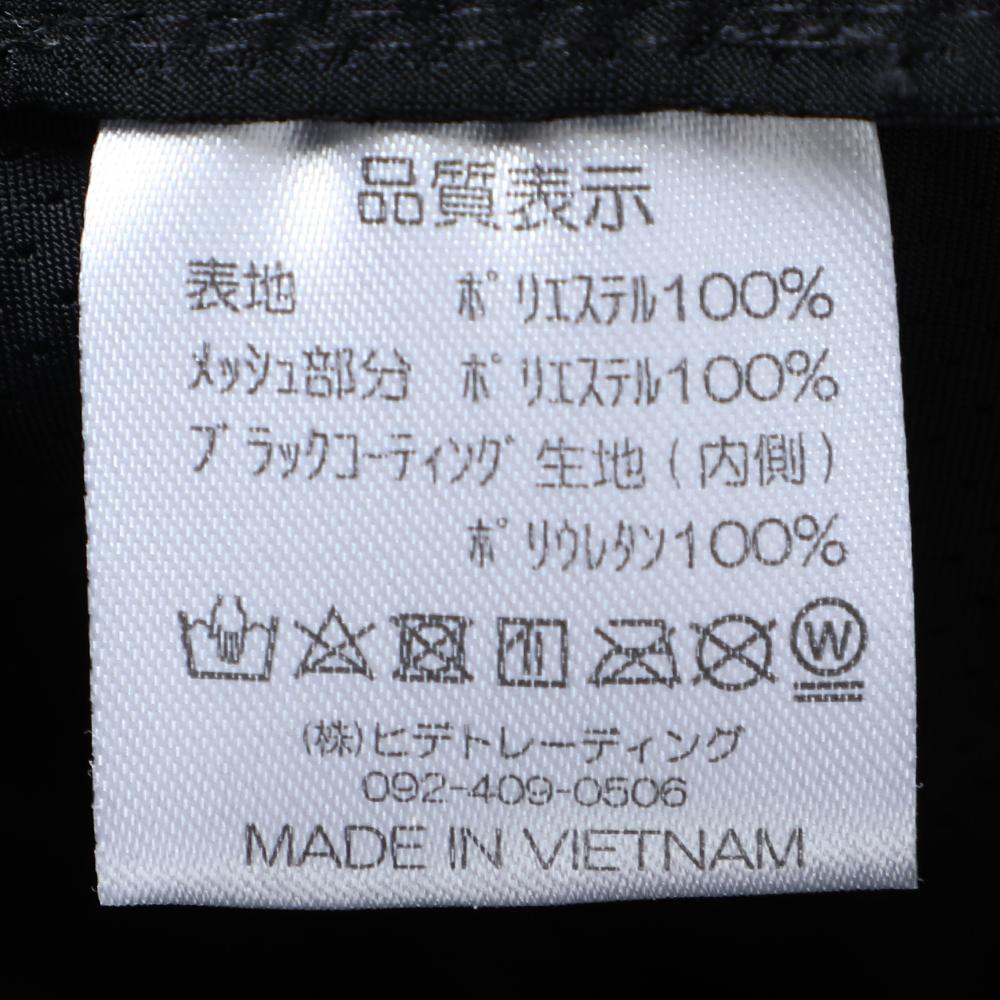 品質表示
表地 ポリエステル100%
メッシュ部分 ポリエステル100%
ブラックコーティング生地(内側)
ポリウレタン100%
W
(株)ヒデトレーディング
092-409-0506
MADE IN VIETNAM